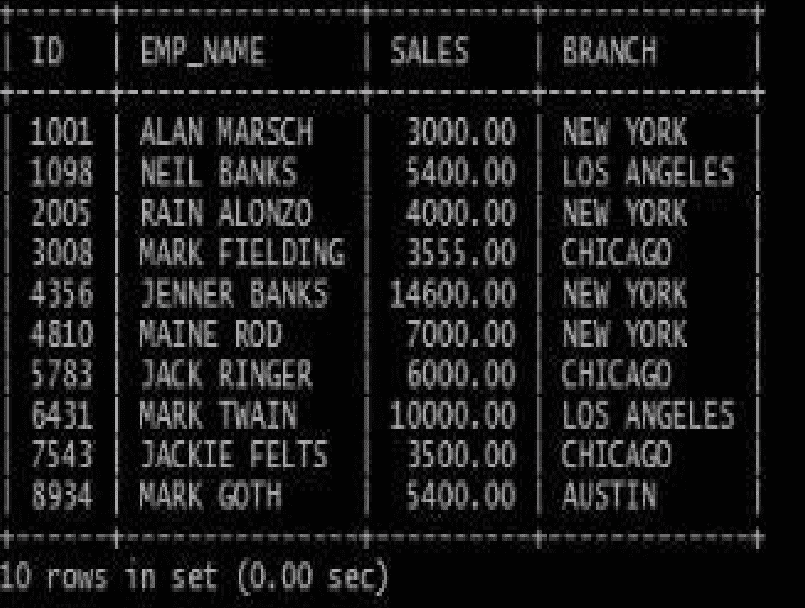 +------+---------------+----------+-------------+
| ID | EMP_NAME | SALES | BRANCH |
+------+---------------+----------+-------------+
| 1001 | ALAN MARSCH | 3000.00 | NEW YORK |
| 1098 | NEIL BANKS | 5400.00 | LOS ANGELES |
| 2005 | RAIN ALONZO | 4000.00 | NEW YORK |
| 3008 | MARK FIELDING | 3555.00 | CHICAGO |
| 4356 | JENNER BANKS | 14600.00 | NEW YORK |
| 4810 | MAINE ROD | 7000.00 | NEW YORK |
| 5783 | JACK RINGER | 6000.00 | CHICAGO |
| 6431 | MARK TWAIN | 10000.00 | LOS ANGELES |
| 7543 | JACKIE FELTS | 3500.00 | CHICAGO |
| 8934 | MARK GOTH | 5400.00 | AUSTIN |
+------+---------------+----------+-------------+
10 rows in set (0.00 sec)